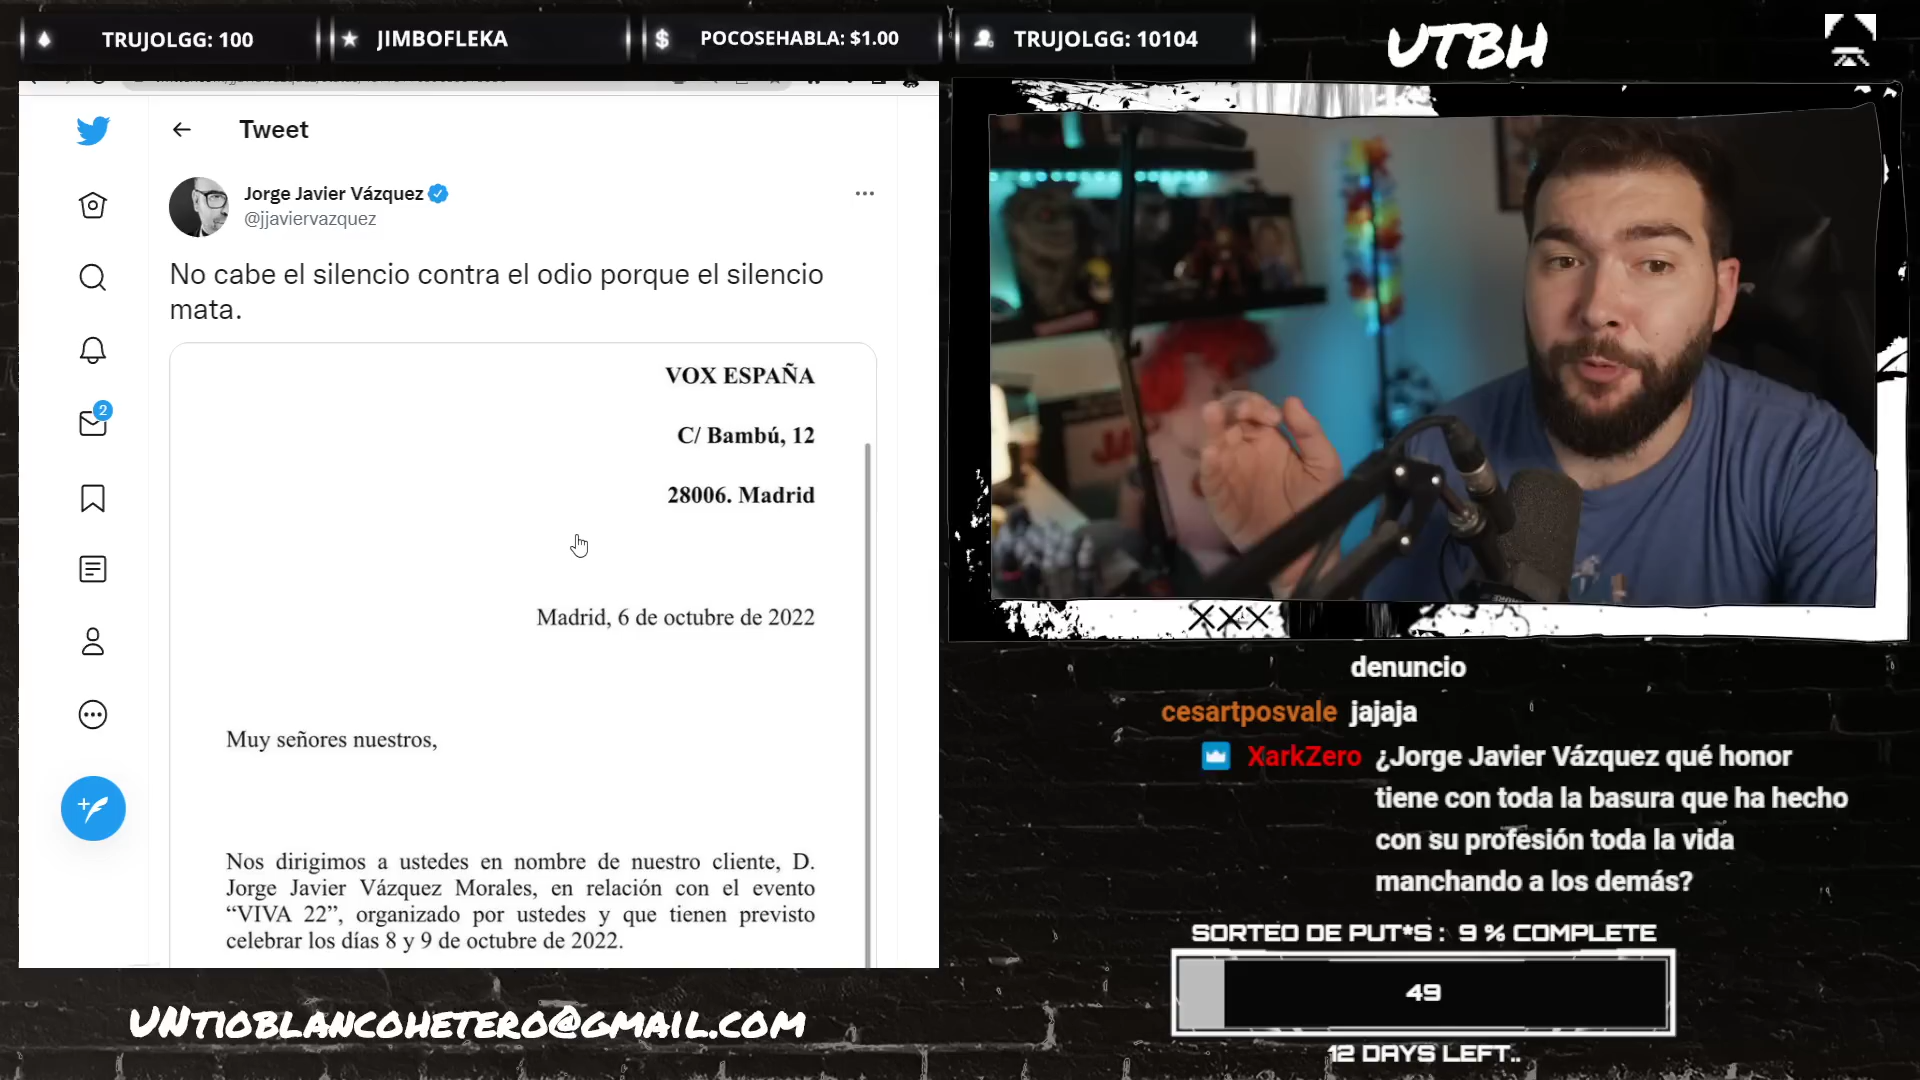 TRUJOLGG: 100
JIMBOFLEKA
POCOSEHABLA: $1.00
TRUJOLGG: 10104
UTBH
Tweet
Jorge Javier Vázquez
@jjaviervazquez
No cabe el silencio contra el odio porque el silencio
mata.
VOX ESPAÑA
C/ Bambú, 12
28006. Madrid
2
Madrid, 6 de octubre de 2022
Muy señores nuestros,
Nos dirigimos a ustedes en nombre de nuestro cliente, D.
Jorge Javier Vázquez Morales, en relación con el evento
“VIVA 22”, organizado por ustedes y que tienen previsto
celebrar los días 8 y 9 de octubre de 2022.
XXX
denuncio
cesartposvale jajaja
XarkZero ¿Jorge Javier Vázquez qué honor
tiene con toda la basura que ha hecho
con su profesión toda la vida
manchando a los demás?
SORTEO DE PUT*S : 9 % COMPLETE
49
12 DAYS LEFT..
UNTIOBLANCOHETERO@GMAIL.COM